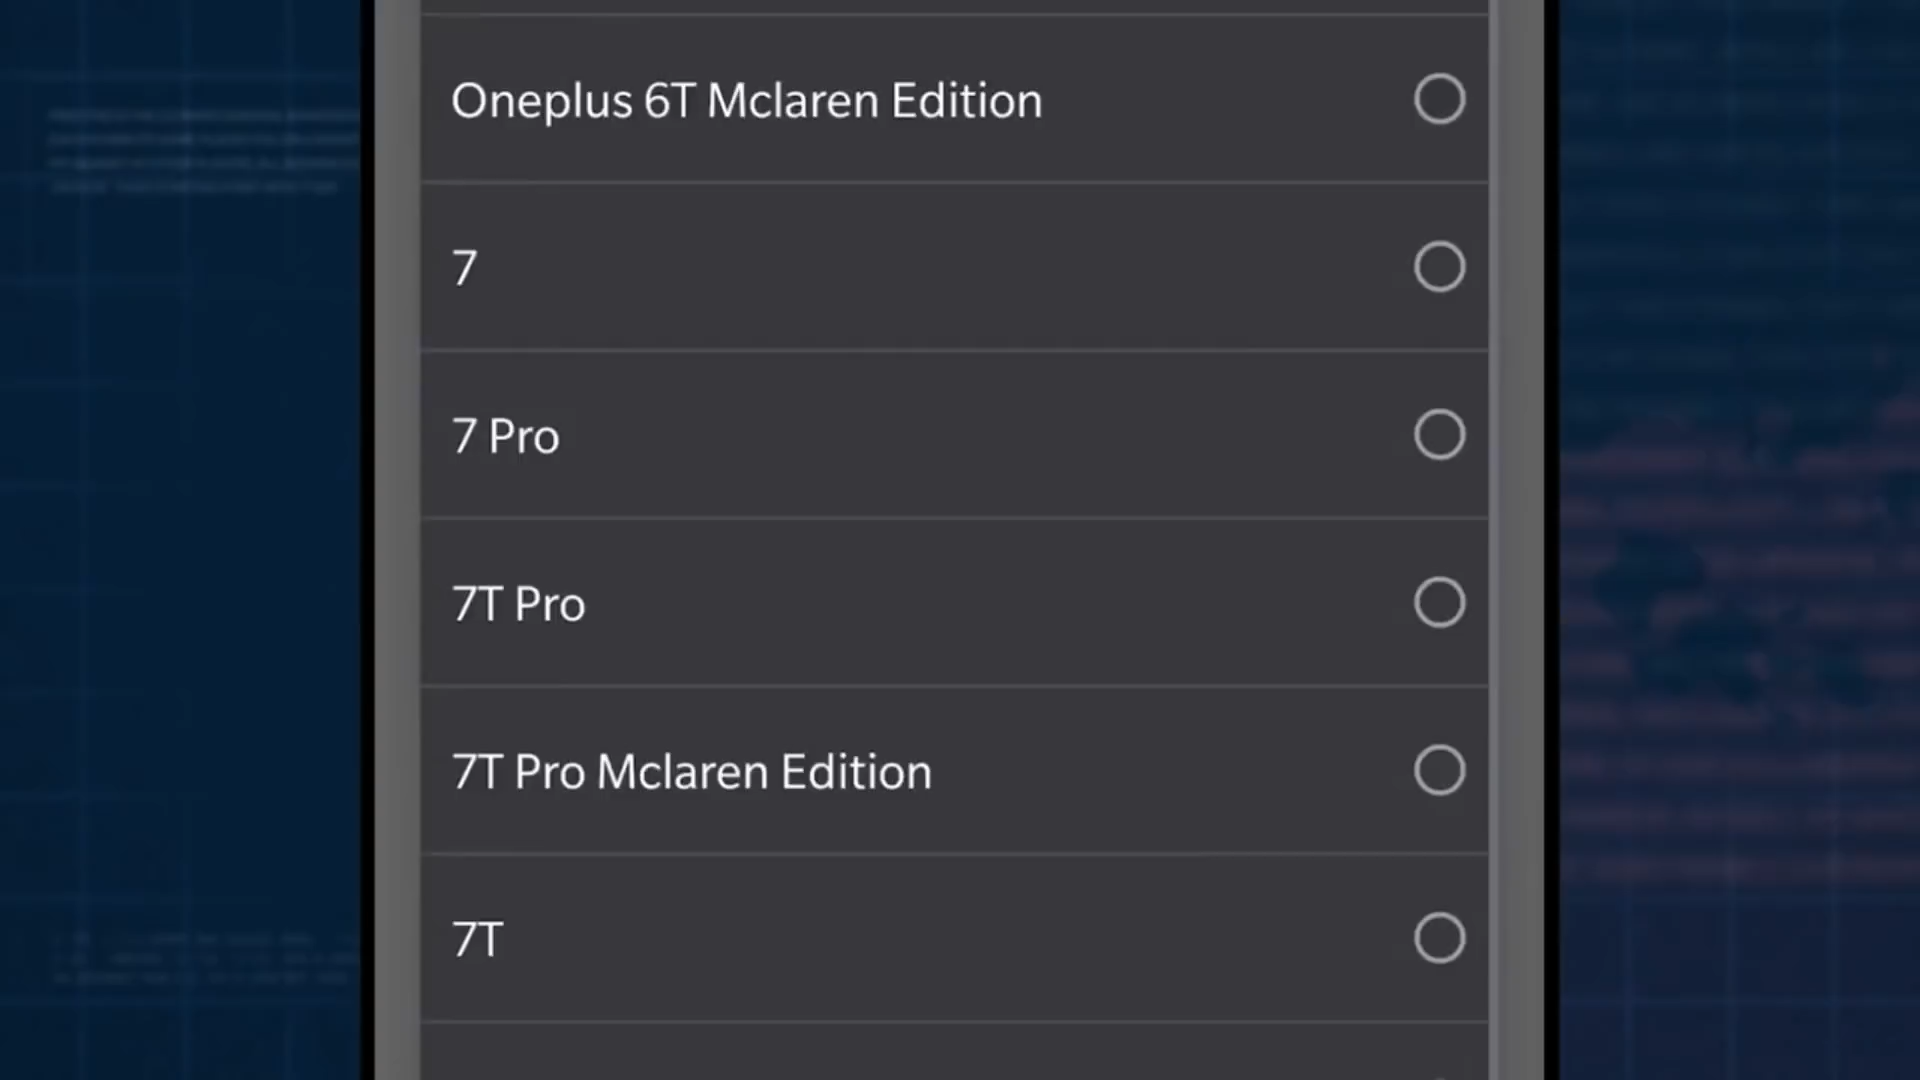 Oneplus 6T Mclaren Edition
7
7 Pro
7T Pro
7T Pro Mclaren Edition
7T